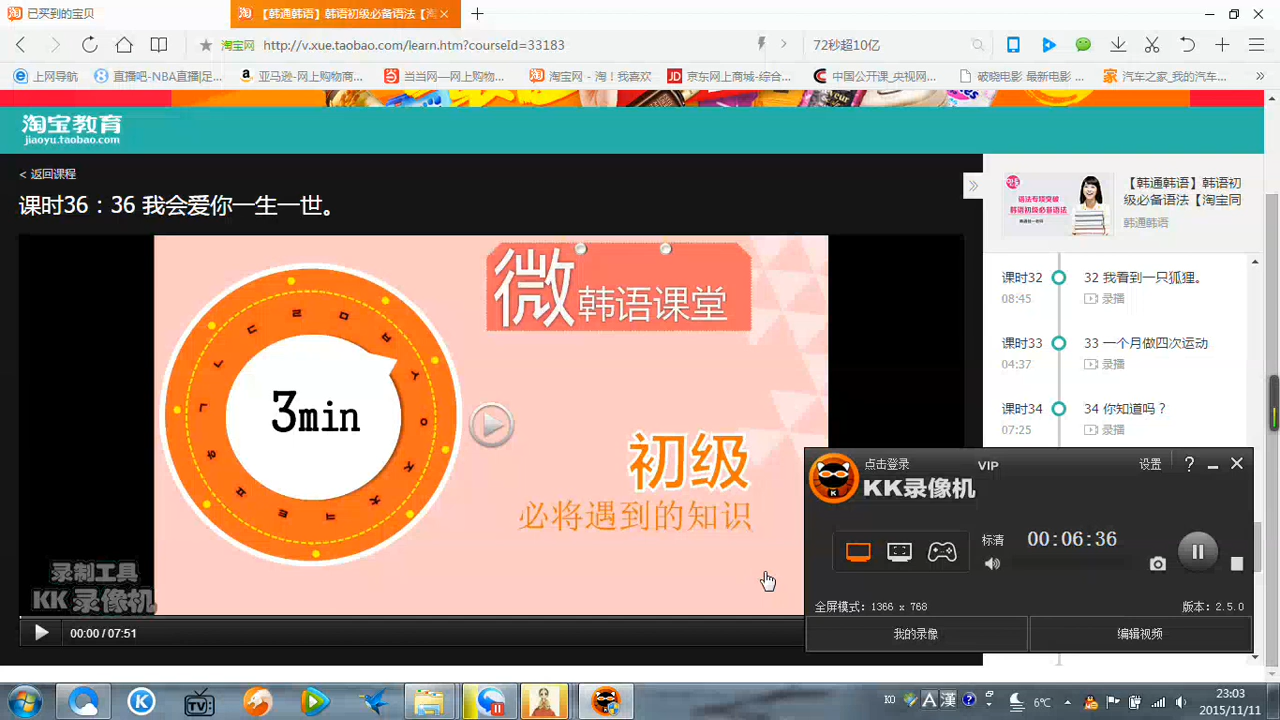 已买到的宝贝
【韩通韩语】韩语初级必备语法【淘
淘宝网
http://v.xue.taobao.com/learn.htm?courseId=33183
72秒超10亿
上网导航
直播吧-NBA直播|足...
亚马逊-网上购物商...
当当网—网上购物...
淘宝网 - 淘！我喜欢
京东网上商城-综合...
中国公开课_央视网...
破晓电影 最新电影 ...
汽车之家_我的汽车...
淘宝教育
jiaoyu.taobao.com
< 返回课程
课时36：36 我会爱你一生一世。
【韩通韩语】韩语初
级必备语法【淘宝同
韩通韩语
课时32
32 我看到一只狐狸。
08:45
录播
课时33
33 一个月做四次运动
04:37
录播
课时34
34 你知道吗？
07:25
录播
微韩语课堂
3min
初级
必将遇到的知识
录制工具
KK 录像机
00:00 / 07:51
点击登录
VIP
设置
KK录像机
标清
00:06:36
全屏模式：1366 x 768
版本：2.5.0
我的录像
编辑视频
KO
A
漢
6℃
23:03
2015/11/11